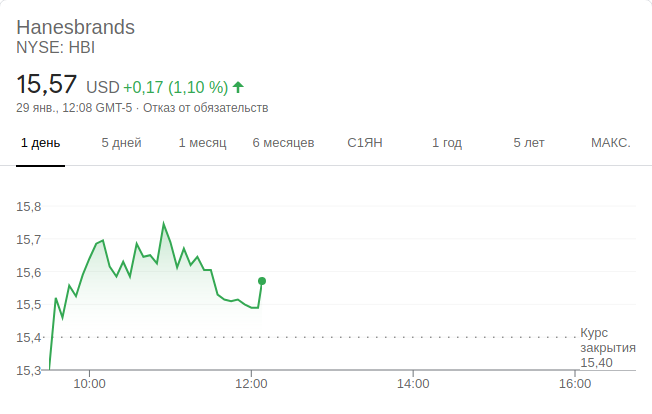 Hanesbrands
NYSE: HBI
15,57 USD +0,17 (1,10 %)
29 янв., 12:08 GMT-5 · Отказ от обязательств
1 день 5 дней 1 месяц 6 месяцев С1ЯН 1 год 5 лет МАКС.
15,8
15,7
15,6
15,5
15,4
15,3
Курс
закрытия
15,40
10:00 12:00 14:00 16:00